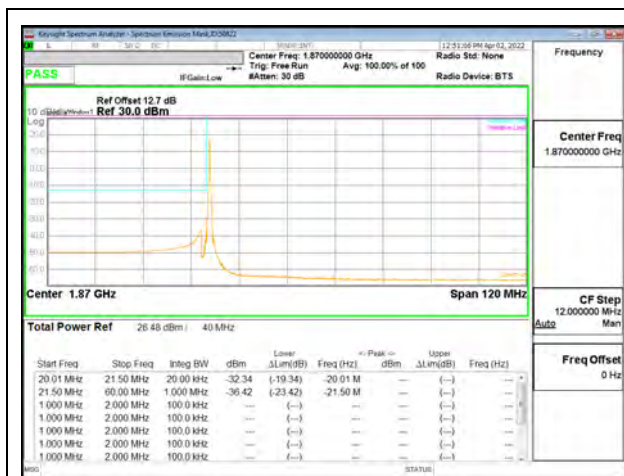 Keysight Spectrum Analyzer - Spectrum Emission Mask
RF 50 Ω DC SENSE:INT 12:51:06 PM Apr 02, 2022
Center Freq: 1.870000000 GHz Radio Std: None Frequency
Trig: Free Run Avg: 100.00% of 100
PASS IFGain:Low #Atten: 30 dB Radio Device: BTS
Ref Offset 12.7 dB
10 dB Ref 30.0 dBm
Log
Center Freq
1.870000000 GHz
Center 1.87 GHz Span 120 MHz
CF Step
12.000000 MHz
Auto Man
Total Power Ref 26.48 dBm / 40 MHz
Freq Offset
0 Hz
Lower <- Peak -> Upper
Start Freq Stop Freq Integ BW dBm ΔLim(dB) Freq (Hz) dBm ΔLim(dB) Freq (Hz)
20.01 MHz 21.50 MHz 20.00 kHz -32.34 (-19.34) -20.01 M --- (---) ---
21.50 MHz 60.00 MHz 1.000 MHz -36.42 (-23.42) -21.50 M --- (---) ---
1.000 MHz 2.000 MHz 100.0 kHz --- (---) --- --- (---) ---
1.000 MHz 2.000 MHz 100.0 kHz --- (---) --- --- (---) ---
1.000 MHz 2.000 MHz 100.0 kHz --- (---) --- --- (---) ---
1.000 MHz 2.000 MHz 100.0 kHz --- (---) --- --- (---) ---
1.000 MHz 2.000 MHz 100.0 kHz --- (---) --- --- (---) ---
MSG STATUS